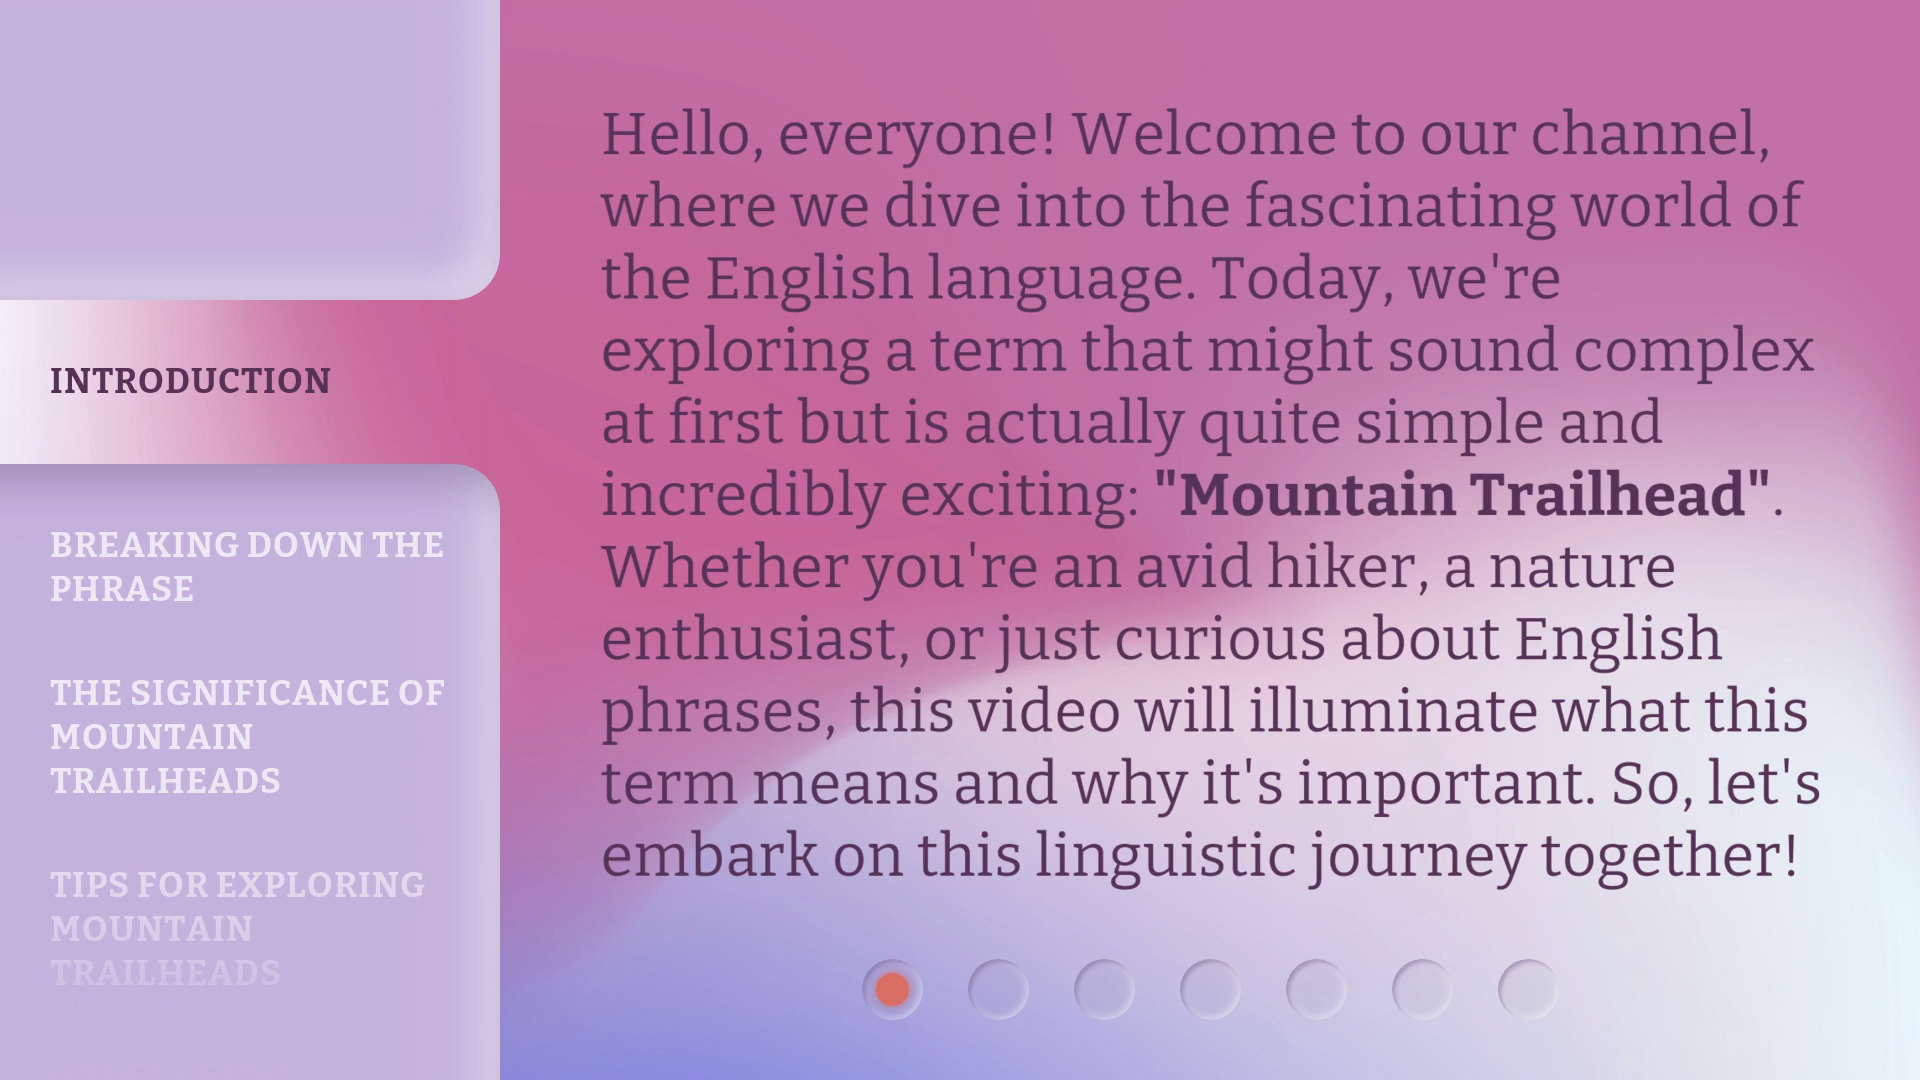 INTRODUCTION
BREAKING DOWN THE
PHRASE
THE SIGNIFICANCE OF
MOUNTAIN
TRAILHEADS
TIPS FOR EXPLORING
MOUNTAIN
TRAILHEADS
Hello, everyone! Welcome to our channel,
where we dive into the fascinating world of
the English language. Today, we're
exploring a term that might sound complex
at first but is actually quite simple and
incredibly exciting: "Mountain Trailhead".
Whether you're an avid hiker, a nature
enthusiast, or just curious about English
phrases, this video will illuminate what this
term means and why it's important. So, let's
embark on this linguistic journey together!